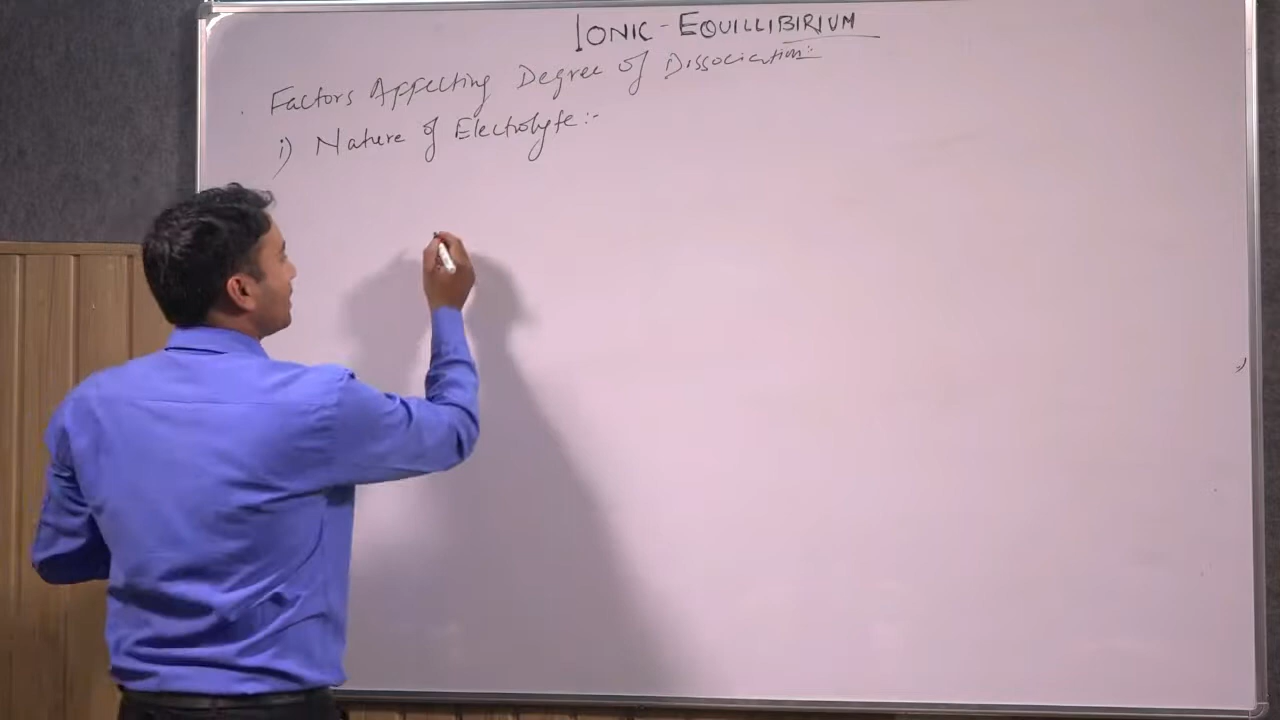 IONIC - EQUILLIBIRIUM
Factors Affecting Degree of Dissociation:-
i) Nature of Electrolyte:-